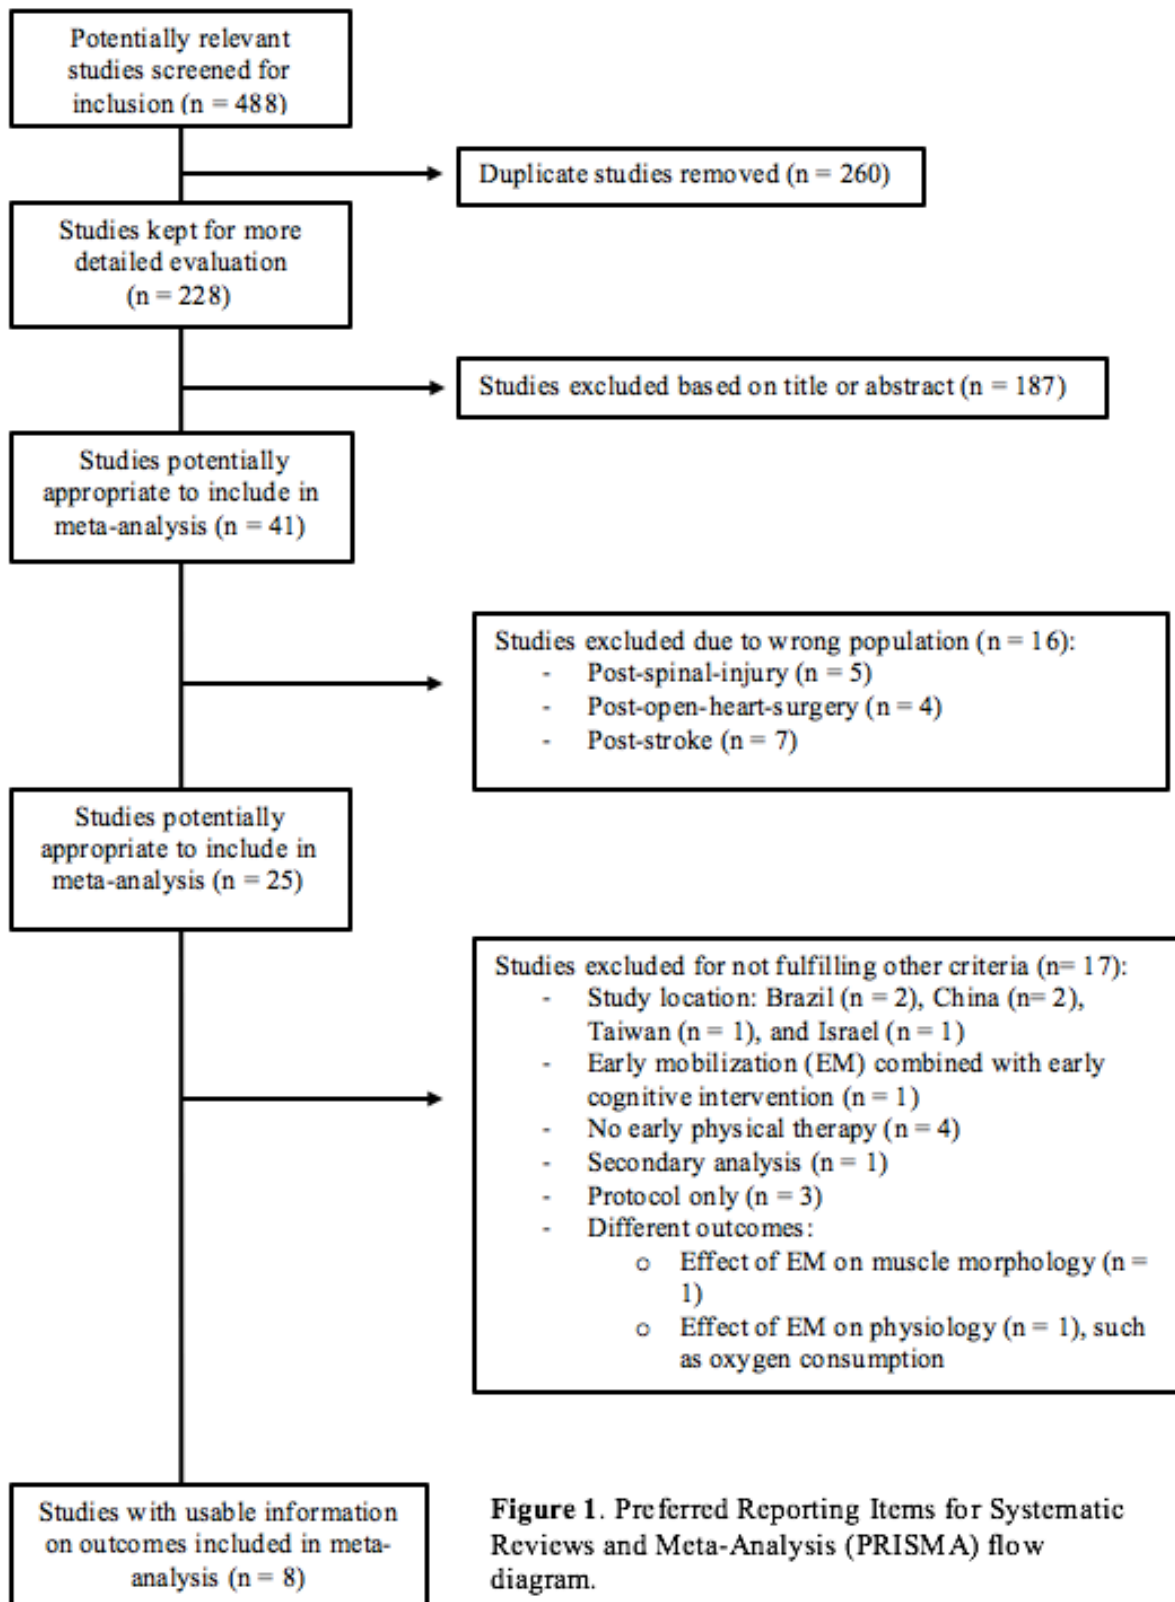 Potentially relevant
studies screened for
inclusion (n = 488)
Duplicate studies removed (n = 260)
Studies kept for more
detailed evaluation
(n = 228)
Studies excluded based on title or abstract (n = 187)
Studies potentially
appropriate to include in
meta-analysis (n = 41)
Studies excluded due to wrong population (n = 16):
- Post-spinal-injury (n = 5)
- Post-open-heart-surgery (n = 4)
- Post-stroke (n = 7)
Studies potentially
appropriate to include in
meta-analysis (n = 25)
Studies excluded for not fulfilling other criteria (n= 17):
- Study location: Brazil (n = 2), China (n= 2),
Taiwan (n = 1), and Israel (n = 1)
- Early mobilization (EM) combined with early
cognitive intervention (n = 1)
- No early physical therapy (n = 4)
- Secondary analysis (n = 1)
- Protocol only (n = 3)
- Different outcomes:
o Effect of EM on muscle morphology (n =
1)
o Effect of EM on physiology (n = 1), such
as oxygen consumption
Studies with usable information
on outcomes included in meta-
analysis (n = 8)
Figure 1. Preferred Reporting Items for Systematic
Reviews and Meta-Analysis (PRISMA) flow
diagram.